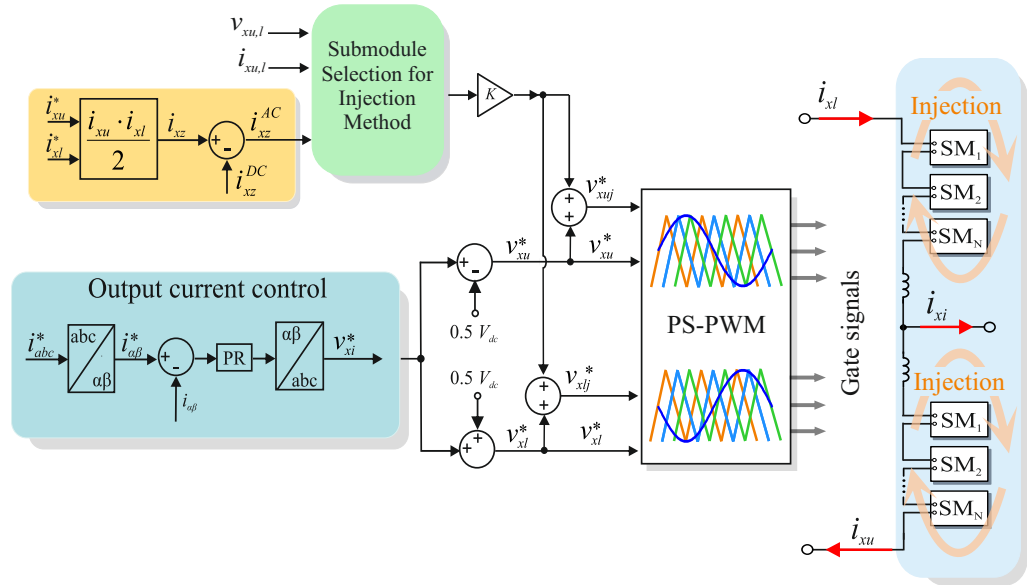 v_{xu,l}
i_{xu,l}
Submodule
Selection for
Injection
Method
K
i^*_{xu}
i^*_{xl}
i_{xu} · i_{xl}
2
i_{xz}
+
-
i^{AC}_{xz}
i^{DC}_{xz}
+
+
v^*_{xuj}
+
-
v^*_{xu}
v^*_{xu}
0.5 V_{dc}
Output current control
i^*_{abc}
abc
αβ
i^*_{αβ}
+
-
i_{αβ}
PR
αβ
abc
v^*_{xi}
0.5 V_{dc}
+
+
v^*_{xl}
+
+
v^*_{xlj}
v^*_{xl}
PS-PWM
Gate signals
i_{xl}
Injection
SM_1
SM_2
SM_N
i_{xi}
Injection
SM_1
SM_2
SM_N
i_{xu}